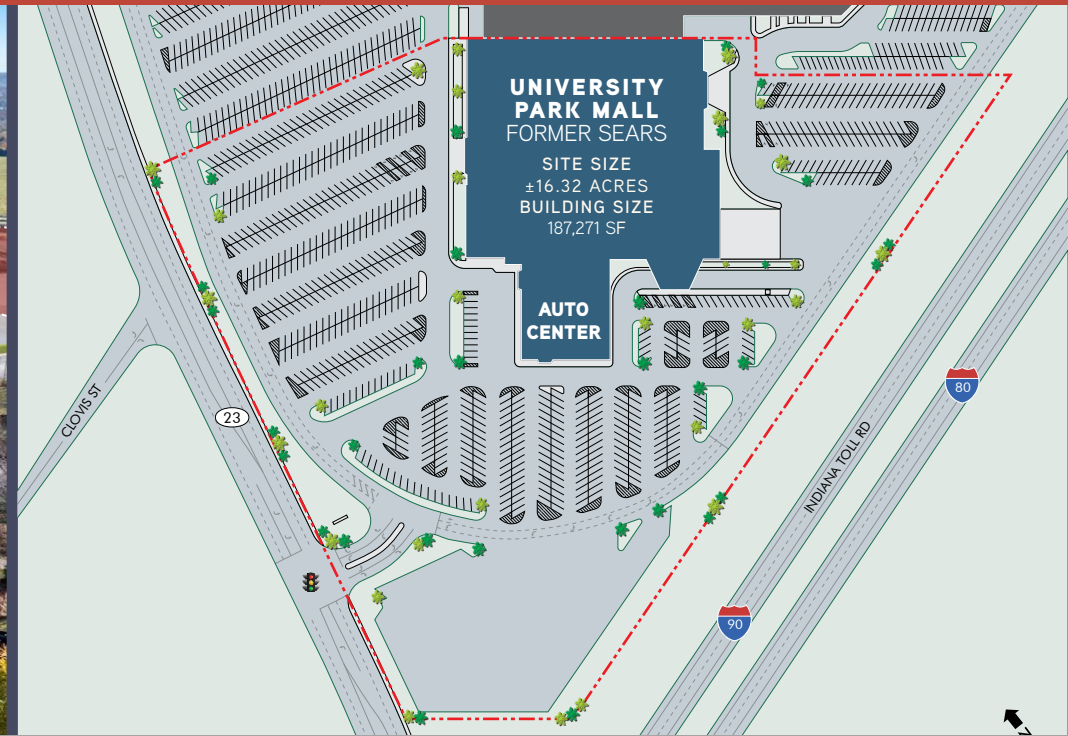 UNIVERSITY
PARK MALL
FORMER SEARS
SITE SIZE
±16.32 ACRES
BUILDING SIZE
187,271 SF
AUTO
CENTER
CLOVIS ST
23
INDIANA TOLL RD
80
90